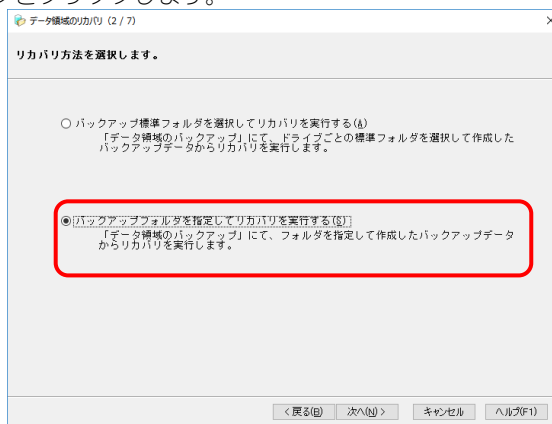 をクリックします。
データ領域のリカバリ (2 / 7)
リカバリ方法を選択します。
バックアップ標準フォルダを選択してリカバリを実行する(A)
「データ領域のバックアップ」にて、ドライブごとの標準フォルダを選択して作成した
バックアップデータからリカバリを実行します。
バックアップフォルダを指定してリカバリを実行する(S)
「データ領域のバックアップ」にて、フォルダを指定して作成したバックアップデータ
からリカバリを実行します。
< 戻る(B) 次へ(N) > キャンセル ヘルプ(F1)